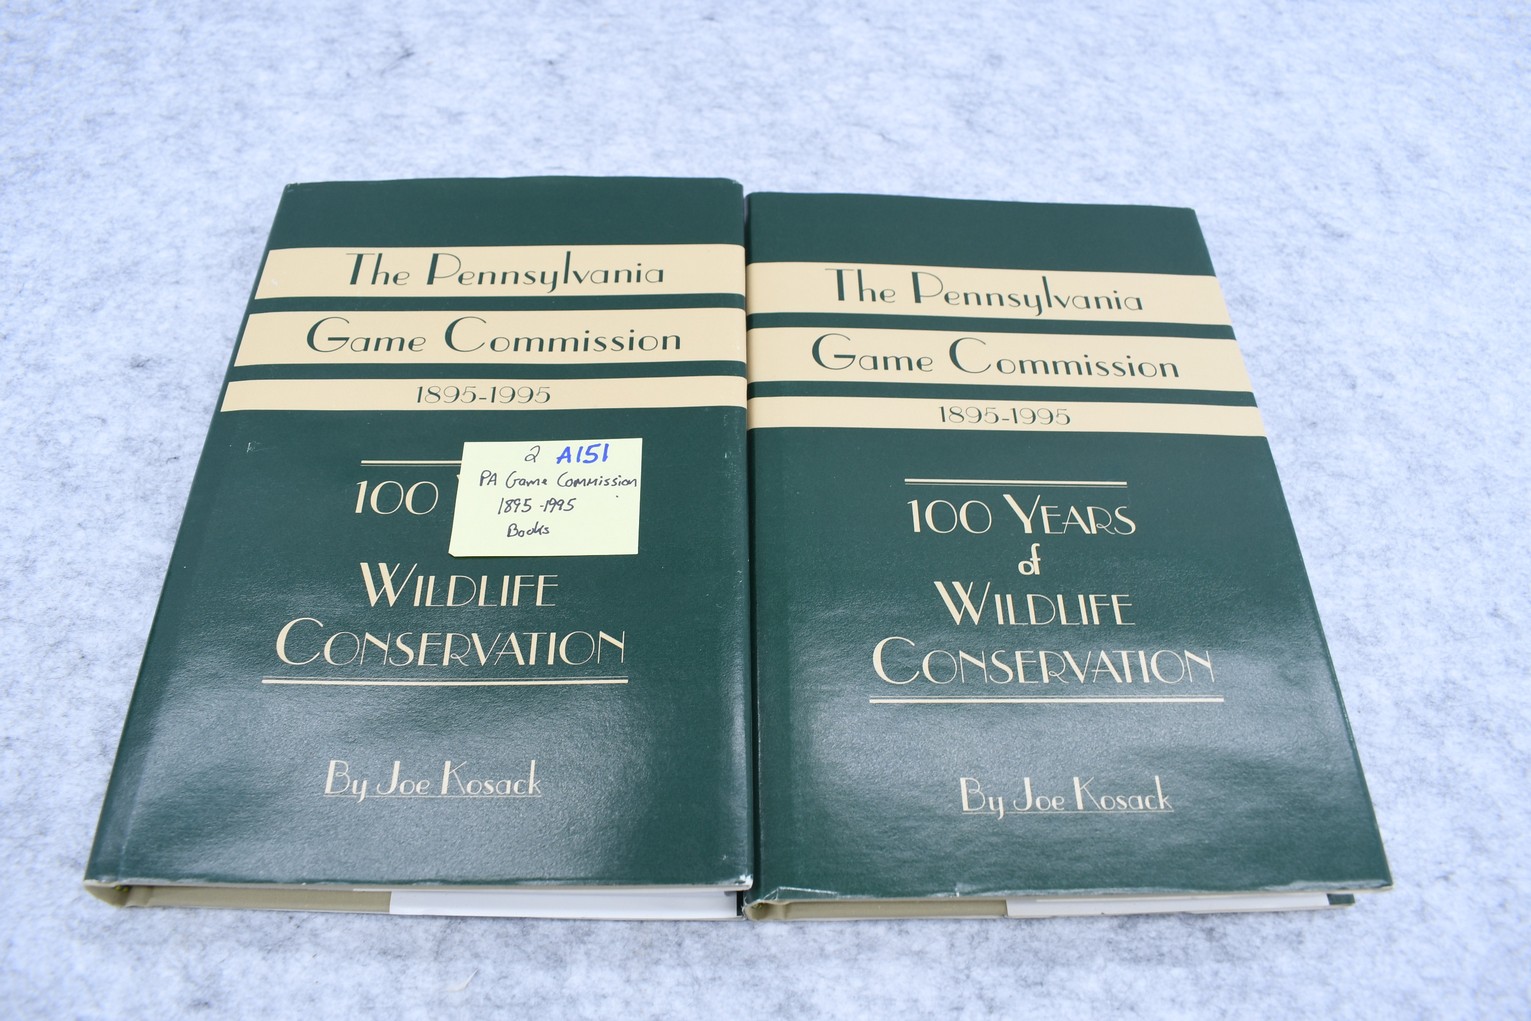 The Pennsylvania
Game Commission
1895-1995
2 A151
PA Game Commission
1895-1995
Books
100
WILDLIFE
CONSERVATION
By Joe Kosack
The Pennsylvania
Game Commission
1895-1995
100 YEARS
of
WILDLIFE
CONSERVATION
By Joe Kosack